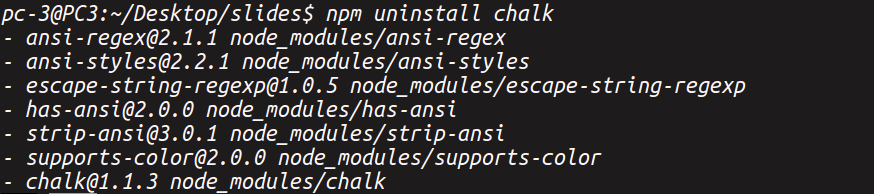 pc-3@PC3:~/Desktop/slides$ npm uninstall chalk
- ansi-regex@2.1.1 node_modules/ansi-regex
- ansi-styles@2.2.1 node_modules/ansi-styles
- escape-string-regexp@1.0.5 node_modules/escape-string-regexp
- has-ansi@2.0.0 node_modules/has-ansi
- strip-ansi@3.0.1 node_modules/strip-ansi
- supports-color@2.0.0 node_modules/supports-color
- chalk@1.1.3 node_modules/chalk